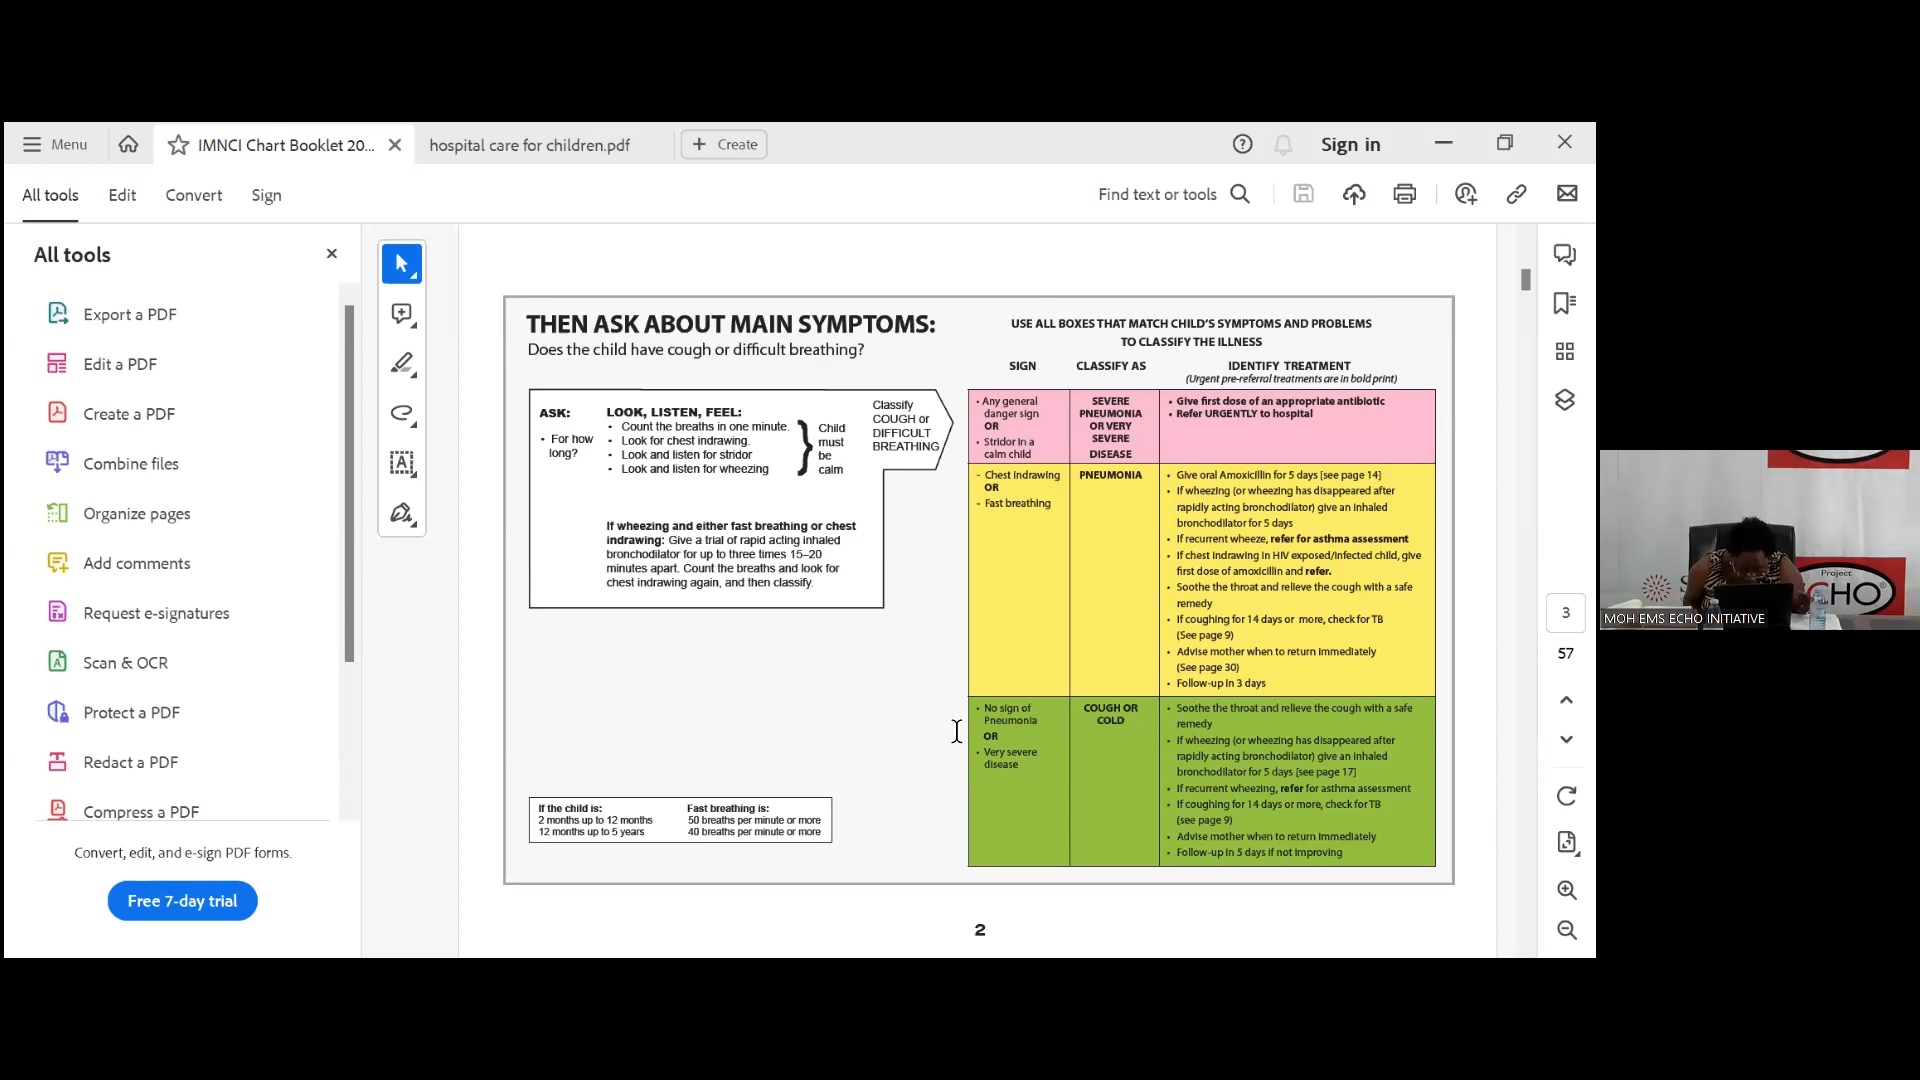 Menu
IMNCI Chart Booklet 20...
hospital care for children.pdf
Create
Sign in
All tools
Edit
Convert
Sign
Find text or tools
All tools
Export a PDF
Edit a PDF
Create a PDF
Combine files
Organize pages
Add comments
Request e-signatures
Scan & OCR
Protect a PDF
Redact a PDF
Compress a PDF
Convert, edit, and e-sign PDF forms.
Free 7-day trial
THEN ASK ABOUT MAIN SYMPTOMS:
Does the child have cough or difficult breathing?
ASK:
• For how
long?
LOOK, LISTEN, FEEL:
• Count the breaths in one minute.
• Look for chest indrawing.
• Look and listen for stridor
• Look and listen for wheezing
Child
must
be
calm
Classify
COUGH or
DIFFICULT
BREATHING
If wheezing and either fast breathing or chest
indrawing: Give a trial of rapid acting inhaled
bronchodilator for up to three times 15–20
minutes apart. Count the breaths and look for
chest indrawing again, and then classify.
If the child is:
2 months up to 12 months
12 months up to 5 years
Fast breathing is:
50 breaths per minute or more
40 breaths per minute or more
USE ALL BOXES THAT MATCH CHILD'S SYMPTOMS AND PROBLEMS
TO CLASSIFY THE ILLNESS
SIGN
CLASSIFY AS
IDENTIFY TREATMENT
(Urgent pre-referral treatments are in bold print)
• Any general
danger sign
OR
• Stridor in a
calm child
SEVERE
PNEUMONIA
OR VERY
SEVERE
DISEASE
• Give first dose of an appropriate antibiotic
• Refer URGENTLY to hospital
- Chest indrawing
OR
- Fast breathing
PNEUMONIA
• Give oral Amoxicillin for 5 days [see page 14]
• If wheezing (or wheezing has disappeared after
rapidly acting bronchodilator) give an inhaled
bronchodilator for 5 days
• If recurrent wheeze, refer for asthma assessment
• If chest indrawing in HIV exposed/infected child, give
first dose of amoxicillin and refer.
• Soothe the throat and relieve the cough with a safe
remedy
• If coughing for 14 days or more, check for TB
(See page 9)
• Advise mother when to return immediately
(See page 30)
• Follow-up in 3 days
• No sign of
Pneumonia
OR
• Very severe
disease
COUGH OR
COLD
• Soothe the throat and relieve the cough with a safe
remedy
• If wheezing (or wheezing has disappeared after
rapidly acting bronchodilator) give an inhaled
bronchodilator for 5 days [see page 17]
• If recurrent wheezing, refer for asthma assessment
• If coughing for 14 days or more, check for TB
(see page 9)
• Advise mother when to return immediately
• Follow-up in 5 days if not improving
2
3
57
Project
MOH EMS ECHO INITIATIVE